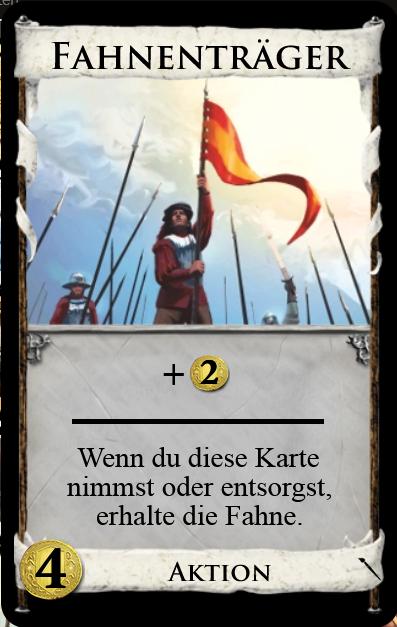 FAHNENTRÄGER
+ 2
Wenn du diese Karte
nimmst oder entsorgst,
erhalte die Fahne.
4
AKTION